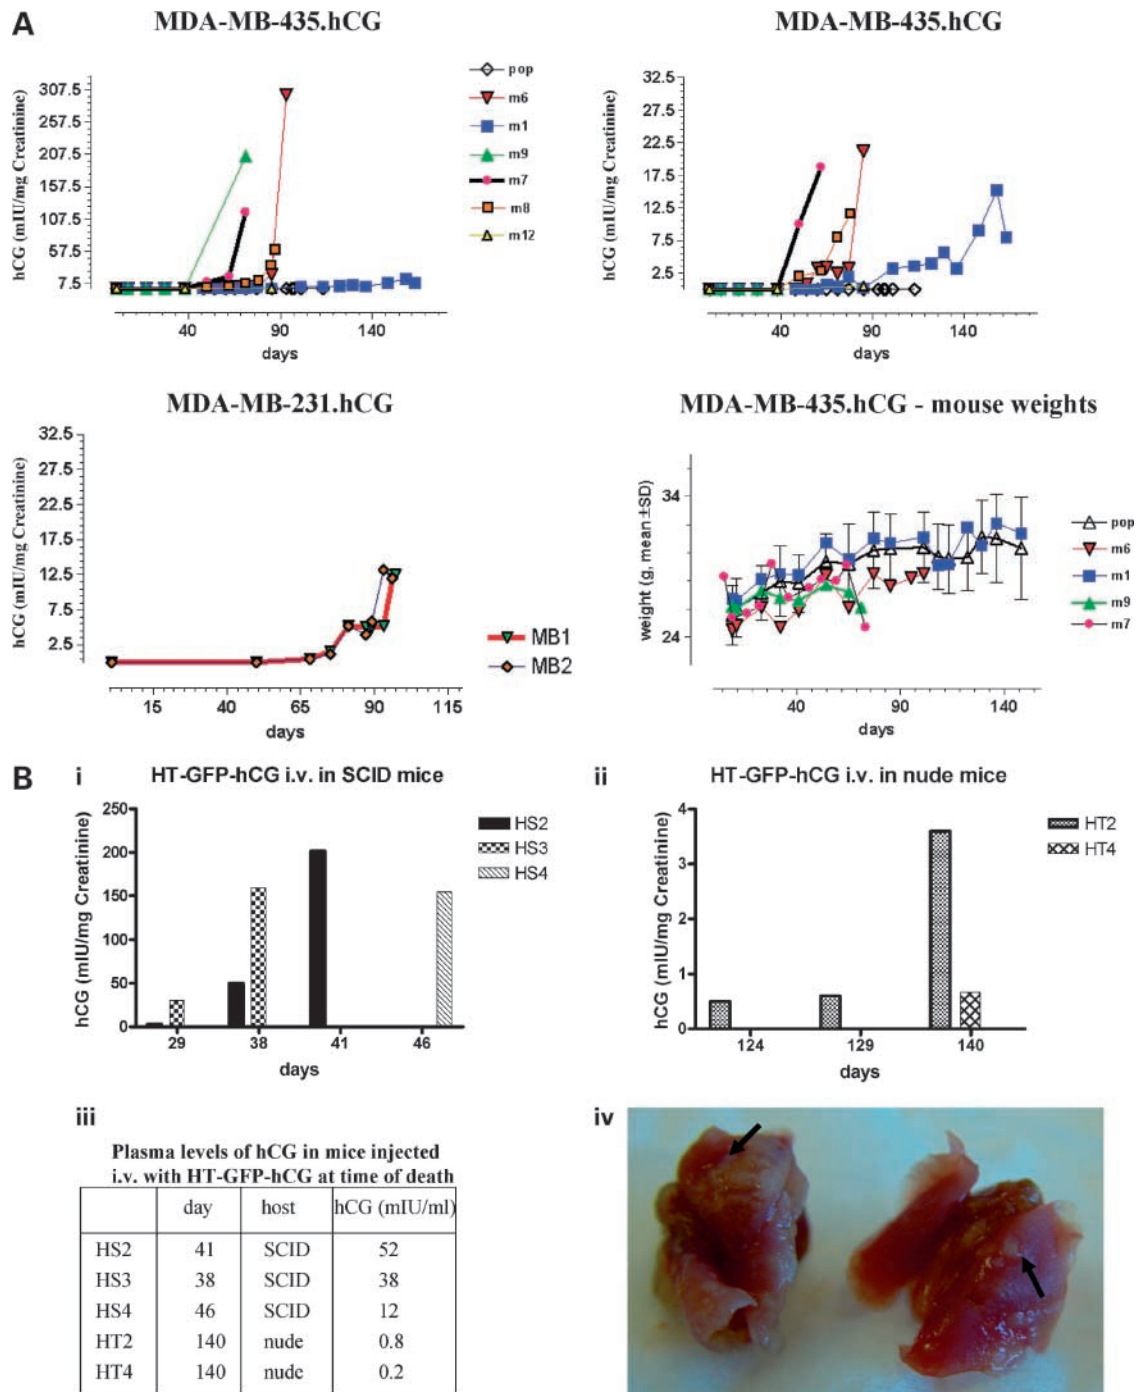 A
MDA-MB-435.hCG
hCG (mIU/mg Creatinine)
307.5
257.5
207.5
157.5
107.5
57.5
7.5
40 90 140
days
pop
m6
m1
m9
m7
m8
m12
MDA-MB-435.hCG
hCG (mIU/mg Creatinine)
32.5
27.5
22.5
17.5
12.5
7.5
2.5
40 90 140
days
MDA-MB-231.hCG
hCG (mIU/mg Creatinine)
32.5
27.5
22.5
17.5
12.5
7.5
2.5
15 40 65 90 115
days
MB1
MB2
MDA-MB-435.hCG - mouse weights
weight (g, mean±SD)
34
24
40 90 140
days
pop
m6
m1
m9
m7
B
i
HT-GFP-hCG i.v. in SCID mice
hCG (mIU/mg Creatinine)
250
200
150
100
50
0
29 38 41 46
days
HS2
HS3
HS4
ii
HT-GFP-hCG i.v. in nude mice
hCG (mIU/mg Creatinine)
4
3
2
1
0
124 129 140
days
HT2
HT4
iii
Plasma levels of hCG in mice injected
i.v. with HT-GFP-hCG at time of death
day host hCG (mIU/ml)
HS2 41 SCID 52
HS3 38 SCID 38
HS4 46 SCID 12
HT2 140 nude 0.8
HT4 140 nude 0.2
iv